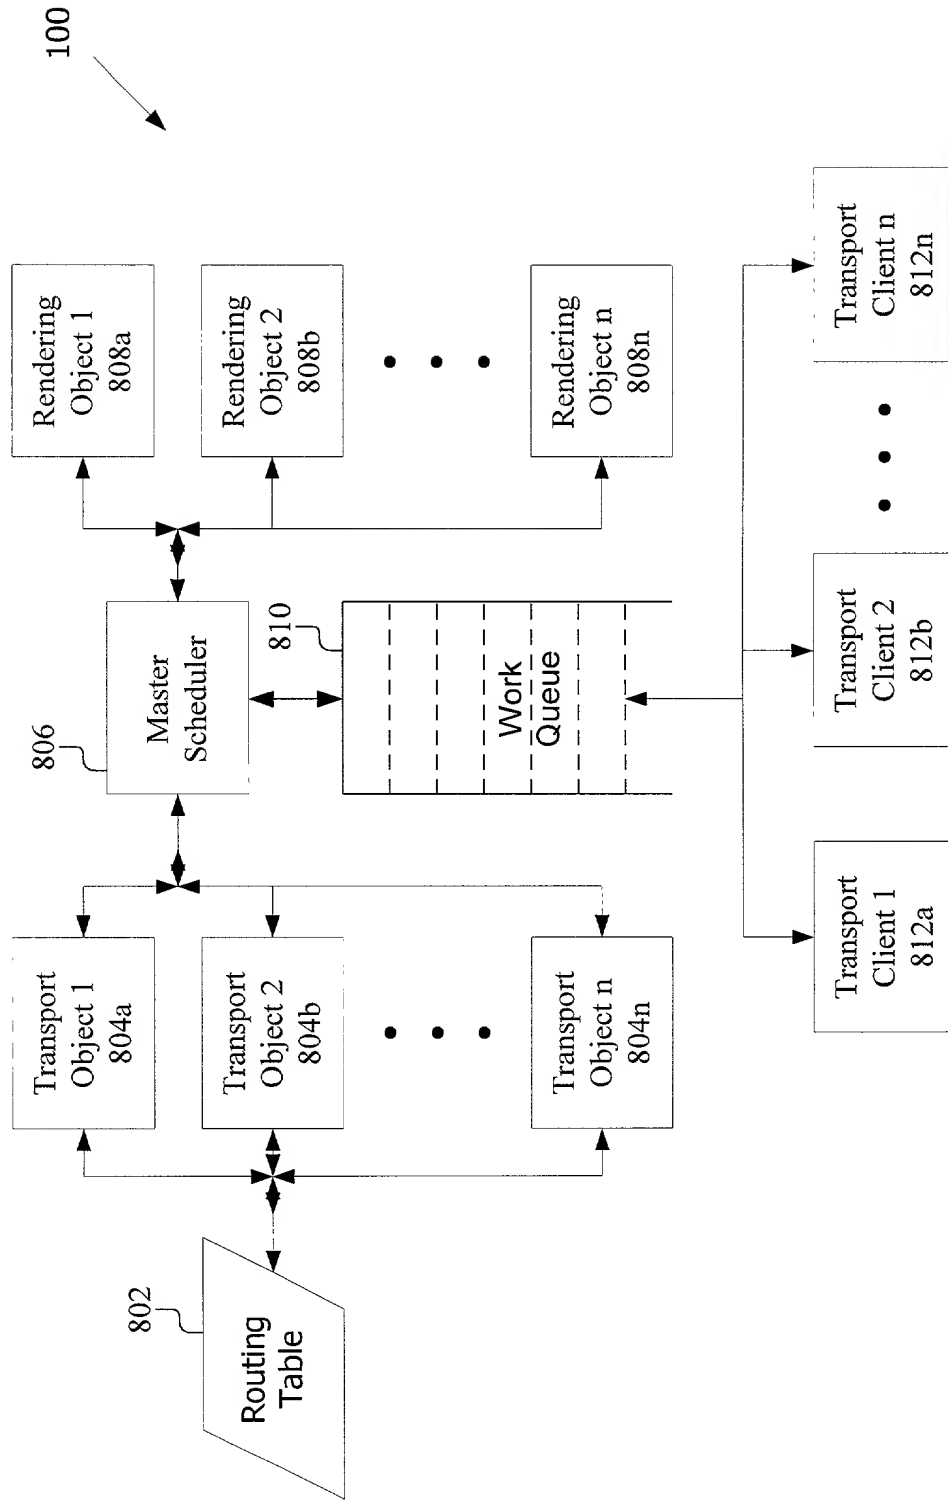 100
Rendering
Object 1
808a
Rendering
Object 2
808b
Rendering
Object n
808n
806
Master
Scheduler
810
Work
Queue
Transport
Object 1
804a
Transport
Object 2
804b
Transport
Object n
804n
802
Routing
Table
Transport
Client 1
812a
Transport
Client 2
812b
Transport
Client n
812n